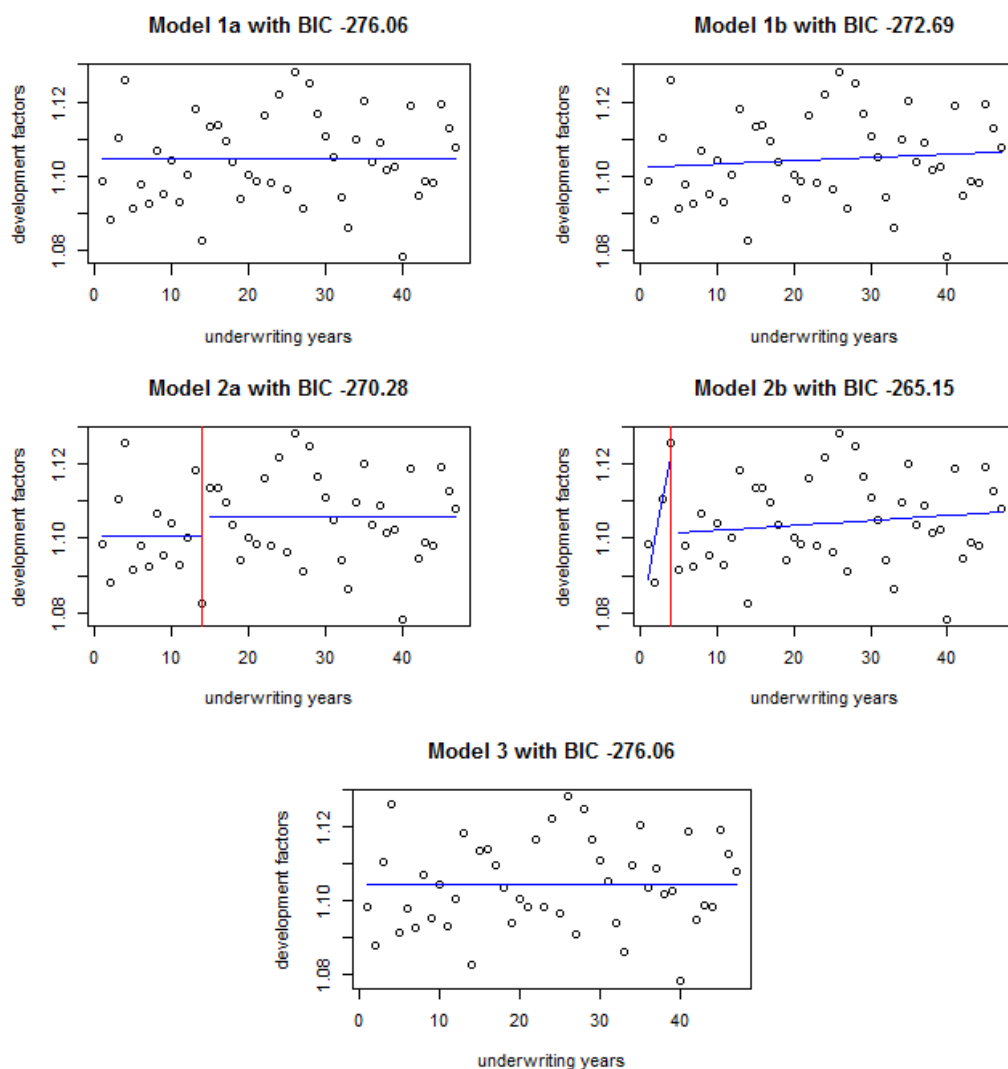 Model 1a with BIC -276.06
development factors
1.08 1.10 1.12
0 10 20 30 40
underwriting years
Model 1b with BIC -272.69
development factors
1.08 1.10 1.12
0 10 20 30 40
underwriting years
Model 2a with BIC -270.28
development factors
1.08 1.10 1.12
0 10 20 30 40
underwriting years
Model 2b with BIC -265.15
development factors
1.08 1.10 1.12
0 10 20 30 40
underwriting years
Model 3 with BIC -276.06
development factors
1.08 1.10 1.12
0 10 20 30 40
underwriting years